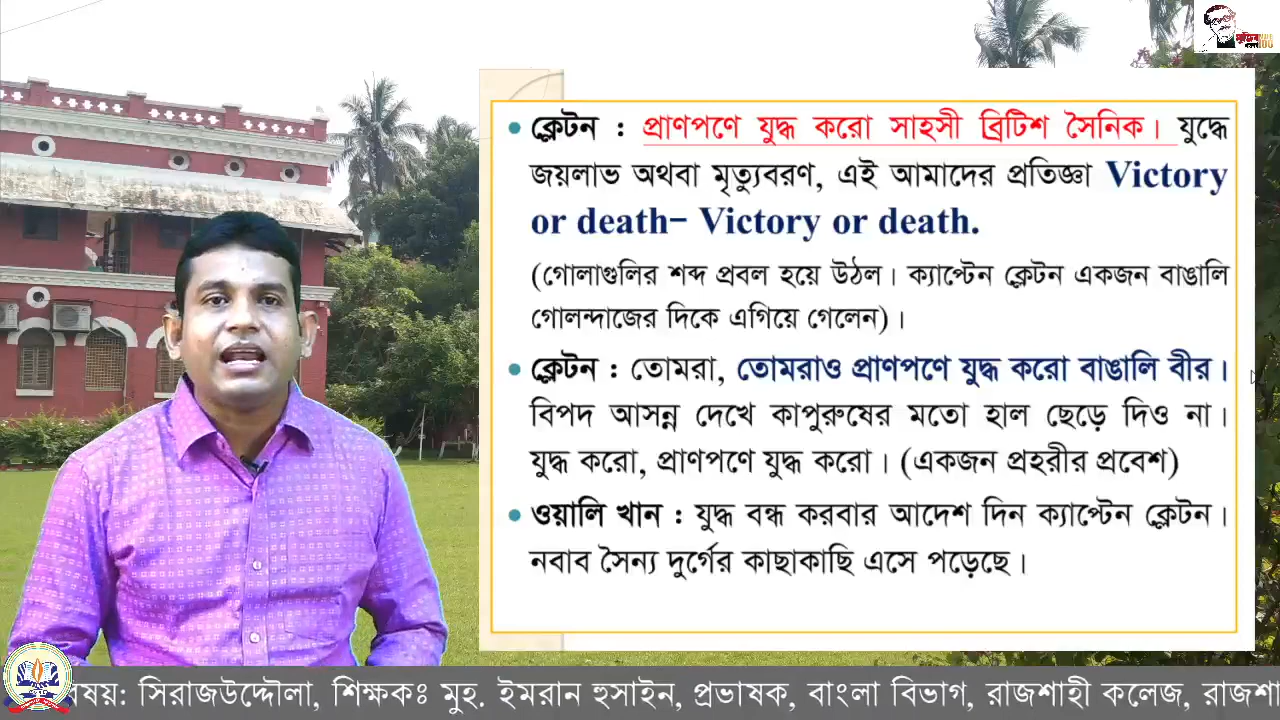 • ক্লেটন : প্রাণপণে যুদ্ধ করো সাহসী ব্রিটিশ সৈনিক। যুদ্ধে
জয়লাভ অথবা মৃত্যুবরণ, এই আমাদের প্রতিজ্ঞা Victory
or death– Victory or death.
(গোলাগুলির শব্দ প্রবল হয়ে উঠল। ক্যাপ্টেন ক্লেটন একজন বাঙালি
গোলন্দাজের দিকে এগিয়ে গেলেন)।
• ক্লেটন : তোমরা, তোমরাও প্রাণপণে যুদ্ধ করো বাঙালি বীর।
বিপদ আসন্ন দেখে কাপুরুষের মতো হাল ছেড়ে দিও না।
যুদ্ধ করো, প্রাণপণে যুদ্ধ করো। (একজন প্রহরীর প্রবেশ)
• ওয়ালি খান : যুদ্ধ বন্ধ করবার আদেশ দিন ক্যাপ্টেন ক্লেটন।
নবাব সৈন্য দুর্গের কাছাকাছি এসে পড়েছে।
ষয়: সিরাজউদ্দৌলা, শিক্ষকঃ মুহ. ইমরান হুসাইন, প্রভাষক, বাংলা বিভাগ, রাজশাহী কলেজ, রাজশা